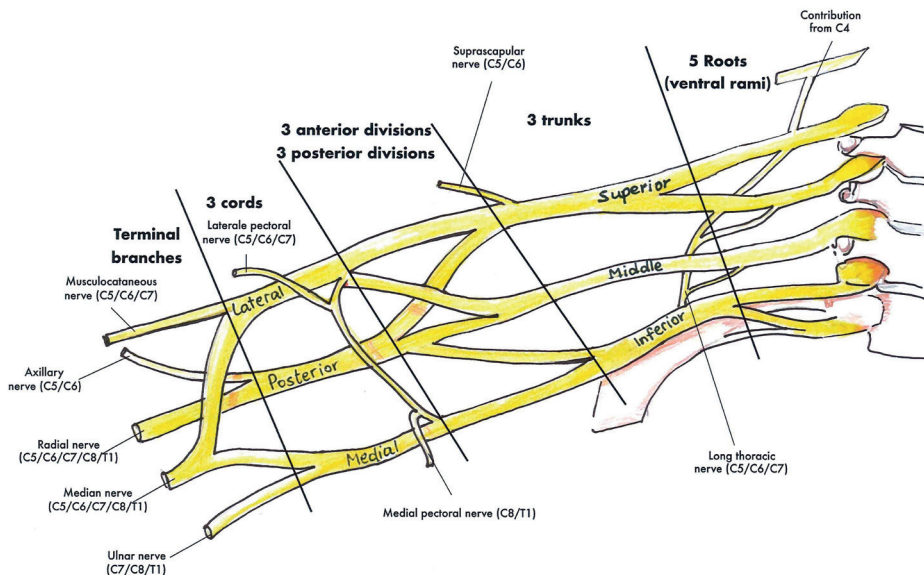 Contribution
from C4
Suprascapular
nerve (C5/C6)
5 Roots
(ventral rami)
3 trunks
3 anterior divisions
3 posterior divisions
3 cords
Laterale pectoral
nerve (C5/C6/C7)
Terminal
branches
Musculocataneous
nerve (C5/C6/C7)
Superior
Middle
Lateral
Inferior
Axillary
nerve (C5/C6)
Posterior
Radial nerve
(C5/C6/C7/C8/T1)
Medial
Long thoracic
nerve (C5/C6/C7)
Median nerve
(C5/C6/C7/C8/T1)
Medial pectoral nerve (C8/T1)
Ulnar nerve
(C7/C8/T1)